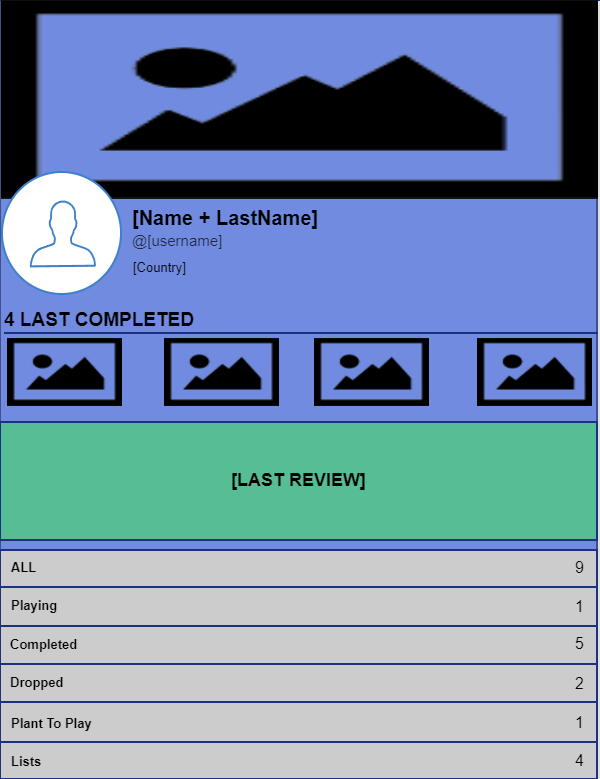 [Name + LastName]
@[username]
[Country]
4 LAST COMPLETED
[LAST REVIEW]
ALL 9
Playing 1
Completed 5
Dropped 2
Plant To Play 1
Lists 4